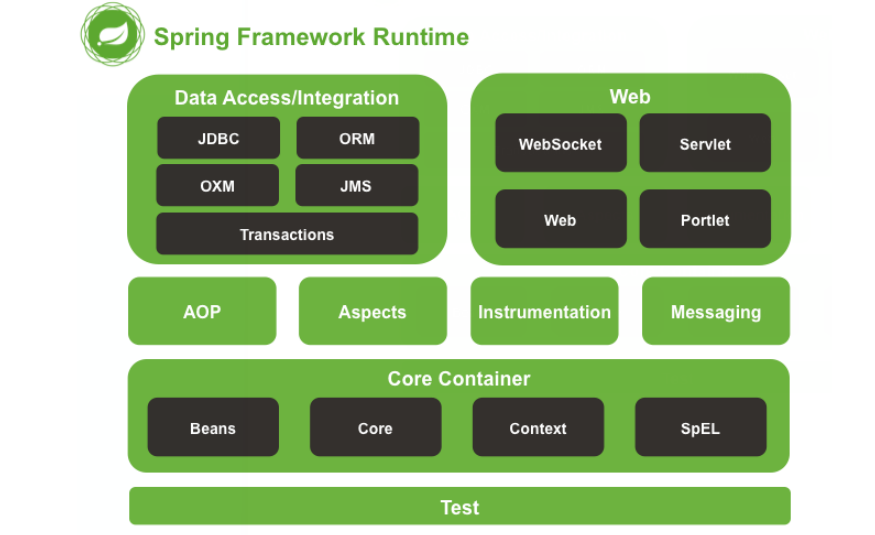 Spring Framework Runtime
Data Access/Integration
JDBC
ORM
OXM
JMS
Transactions
Web
WebSocket
Servlet
Web
Portlet
AOP
Aspects
Instrumentation
Messaging
Core Container
Beans
Core
Context
SpEL
Test